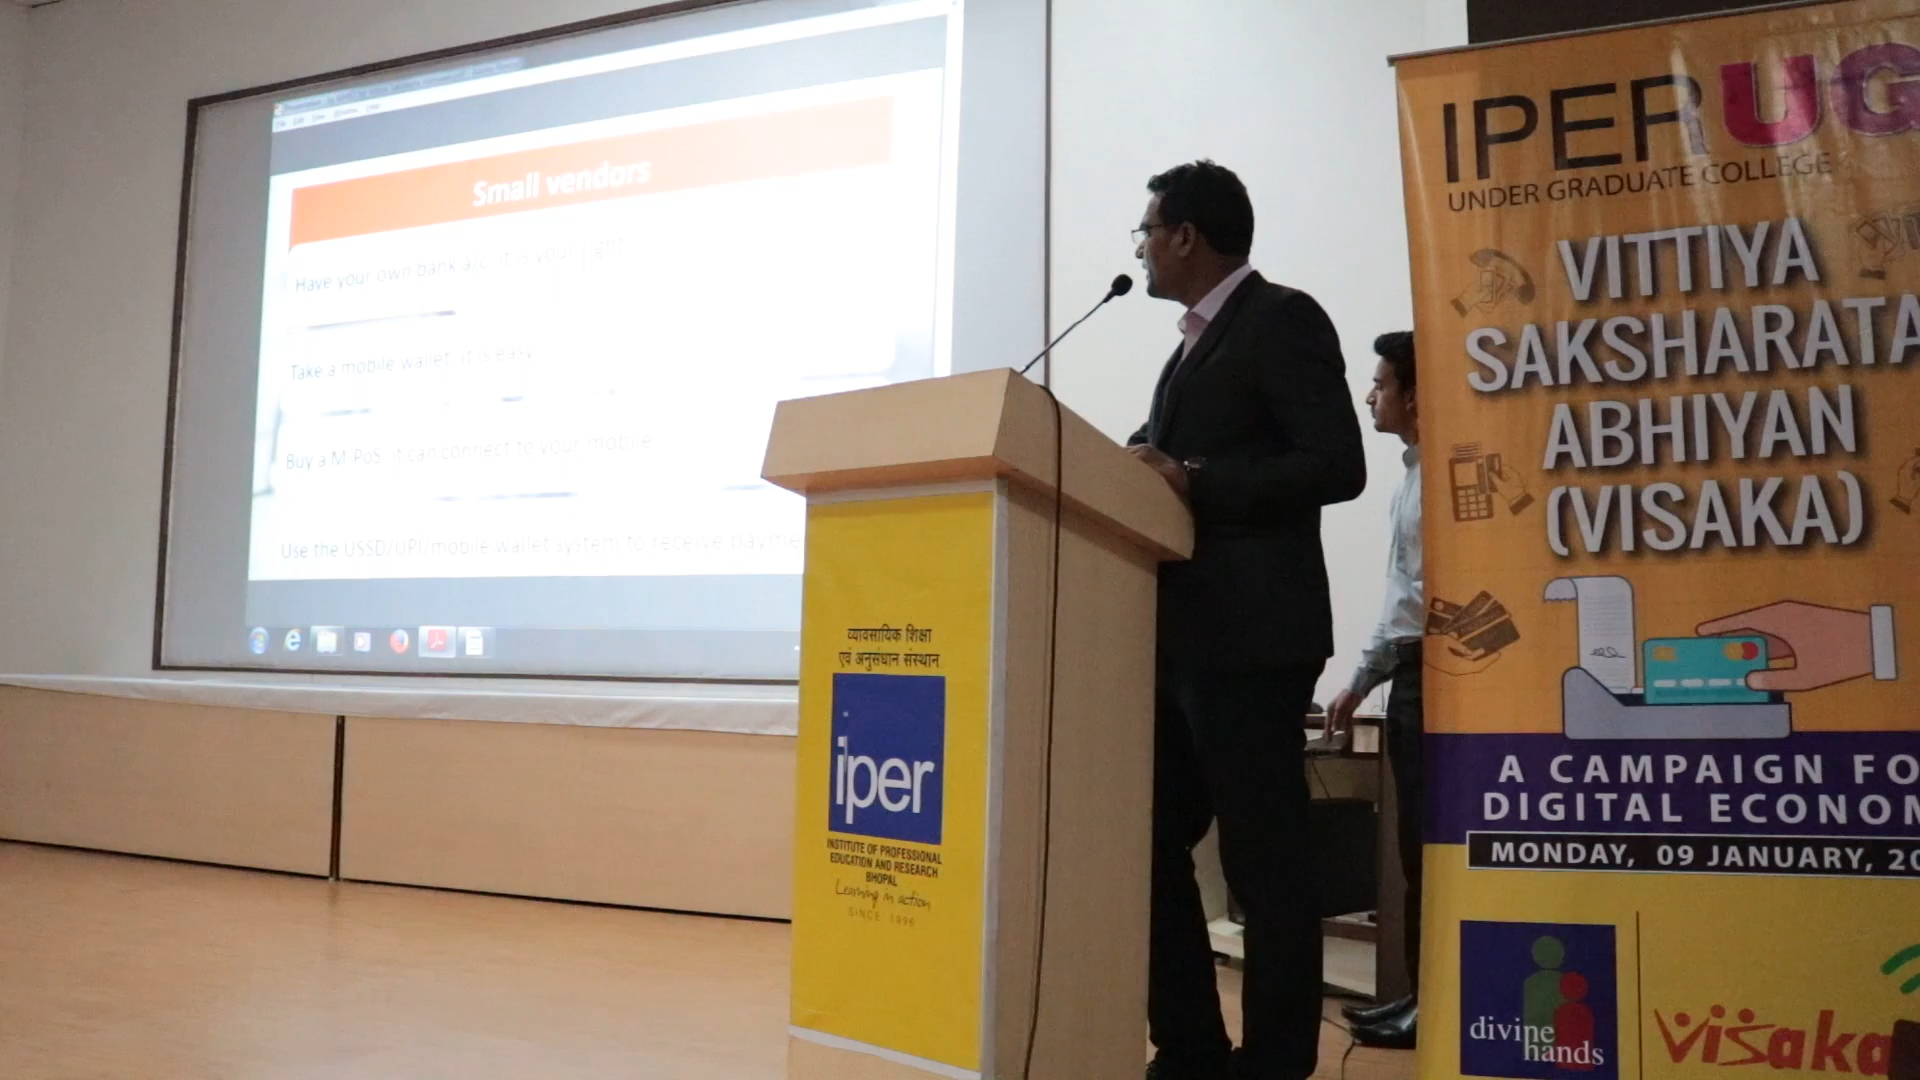 Small vendors
Have your own bank a/c, it is your right
Take a mobile wallet, it is easy
Buy a M-PoS, it can connect to your mobile
Use the USSD/UPI/mobile wallet system to receive payme
व्यावसायिक शिक्षा
एवं अनुसंधान संस्थान
iper
INSTITUTE OF PROFESSIONAL
EDUCATION AND RESEARCH
BHOPAL
Learning in action
SINCE 1996
IPER UG
UNDER GRADUATE COLLEGE
VITTIYA
SAKSHARATA
ABHIYAN
(VISAKA)
A CAMPAIGN FO
DIGITAL ECONOM
MONDAY, 09 JANUARY, 20
divine
hands
visaka